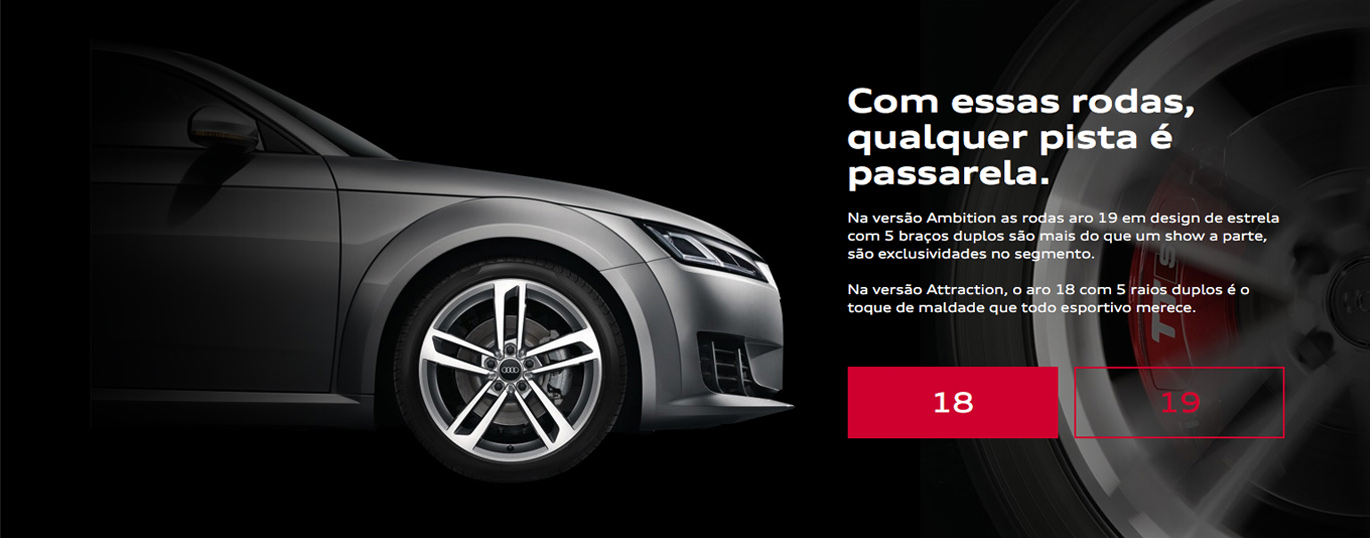 Com essas rodas,
qualquer pista é
passarela.
Na versão Ambition as rodas aro 19 em design de estrela
com 5 braços duplos são mais do que um show a parte,
são exclusividades no segmento.
Na versão Attraction, o aro 18 com 5 raios duplos é o
toque de maldade que todo esportivo merece.
18
19
TTS